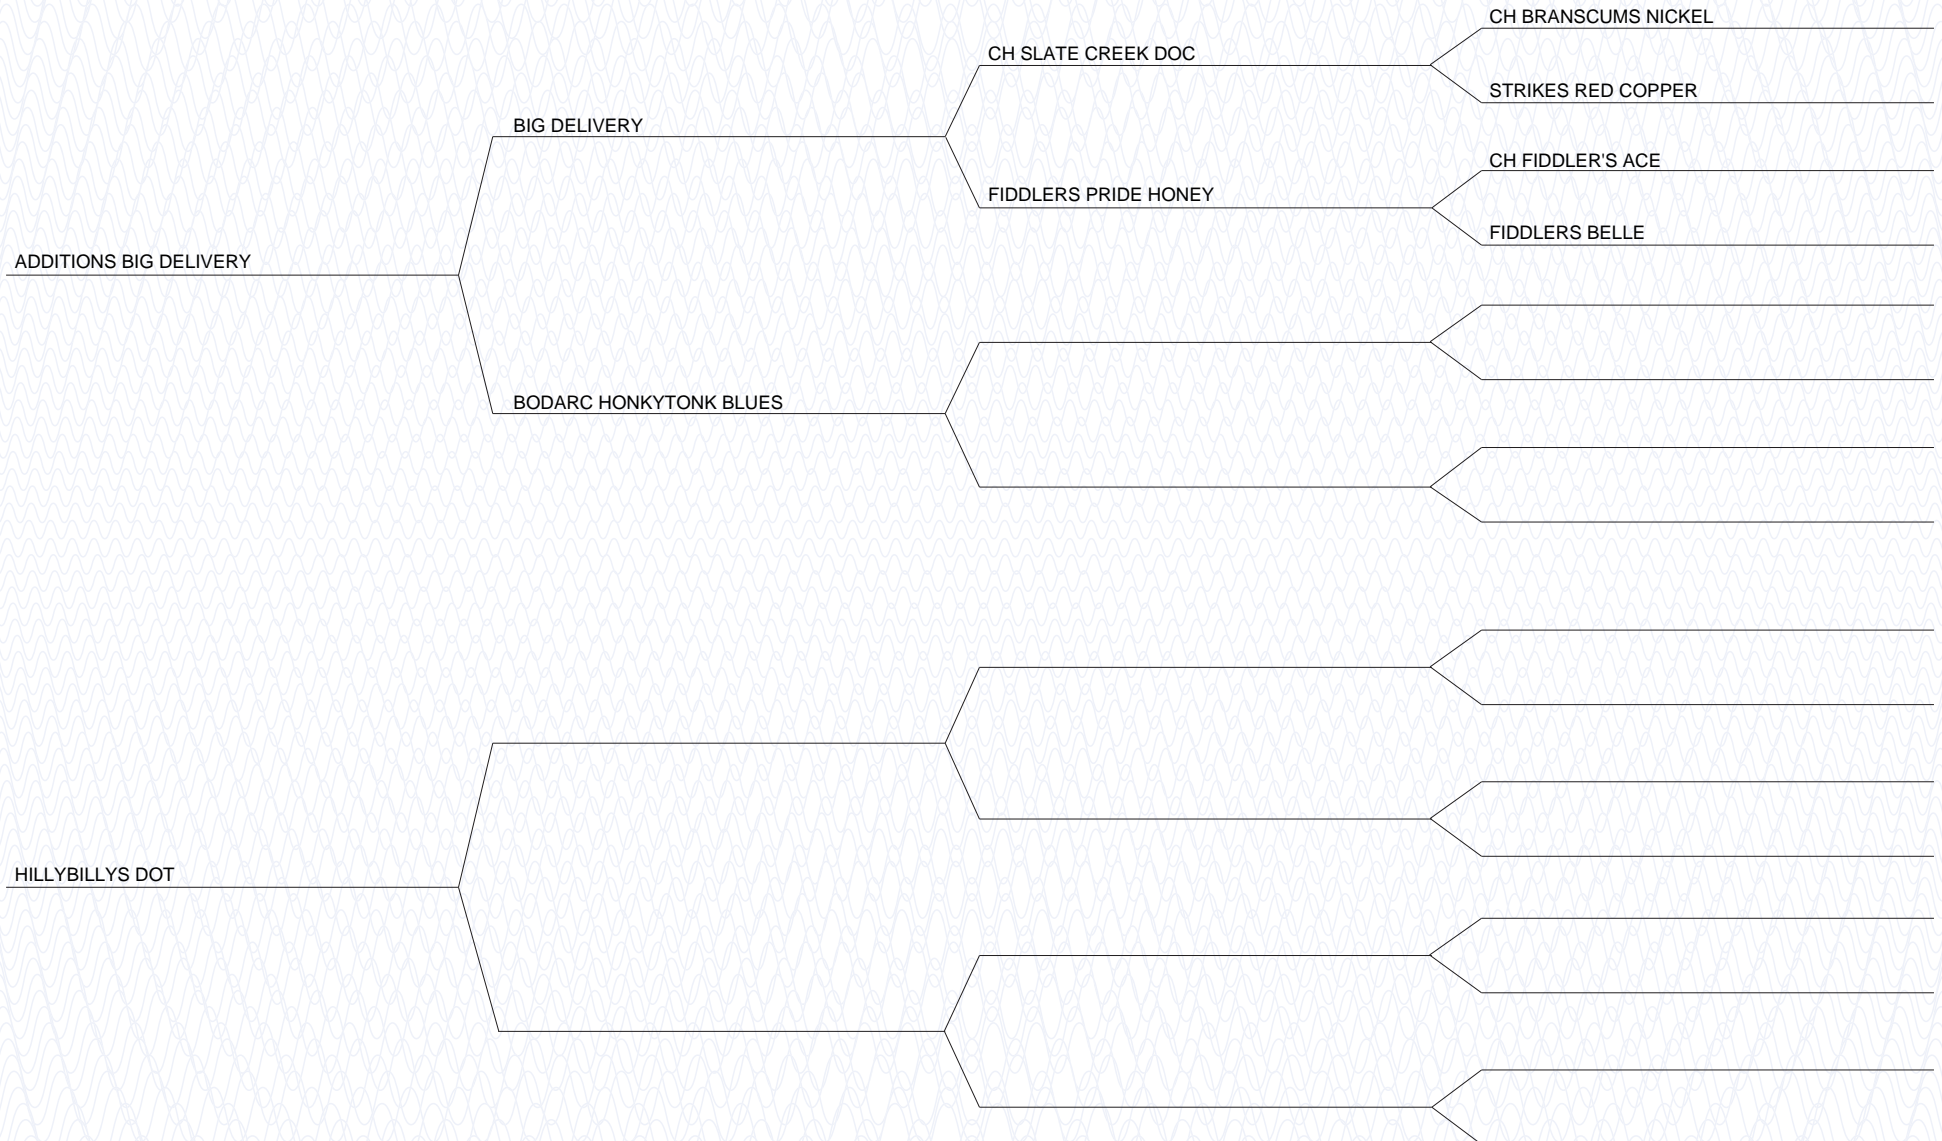 CH BRANSCUMS NICKEL
CH SLATE CREEK DOC
STRIKES RED COPPER
BIG DELIVERY
CH FIDDLER'S ACE
FIDDLERS PRIDE HONEY
FIDDLERS BELLE
ADDITIONS BIG DELIVERY
BODARC HONKYTONK BLUES
HILLYBILLYS DOT